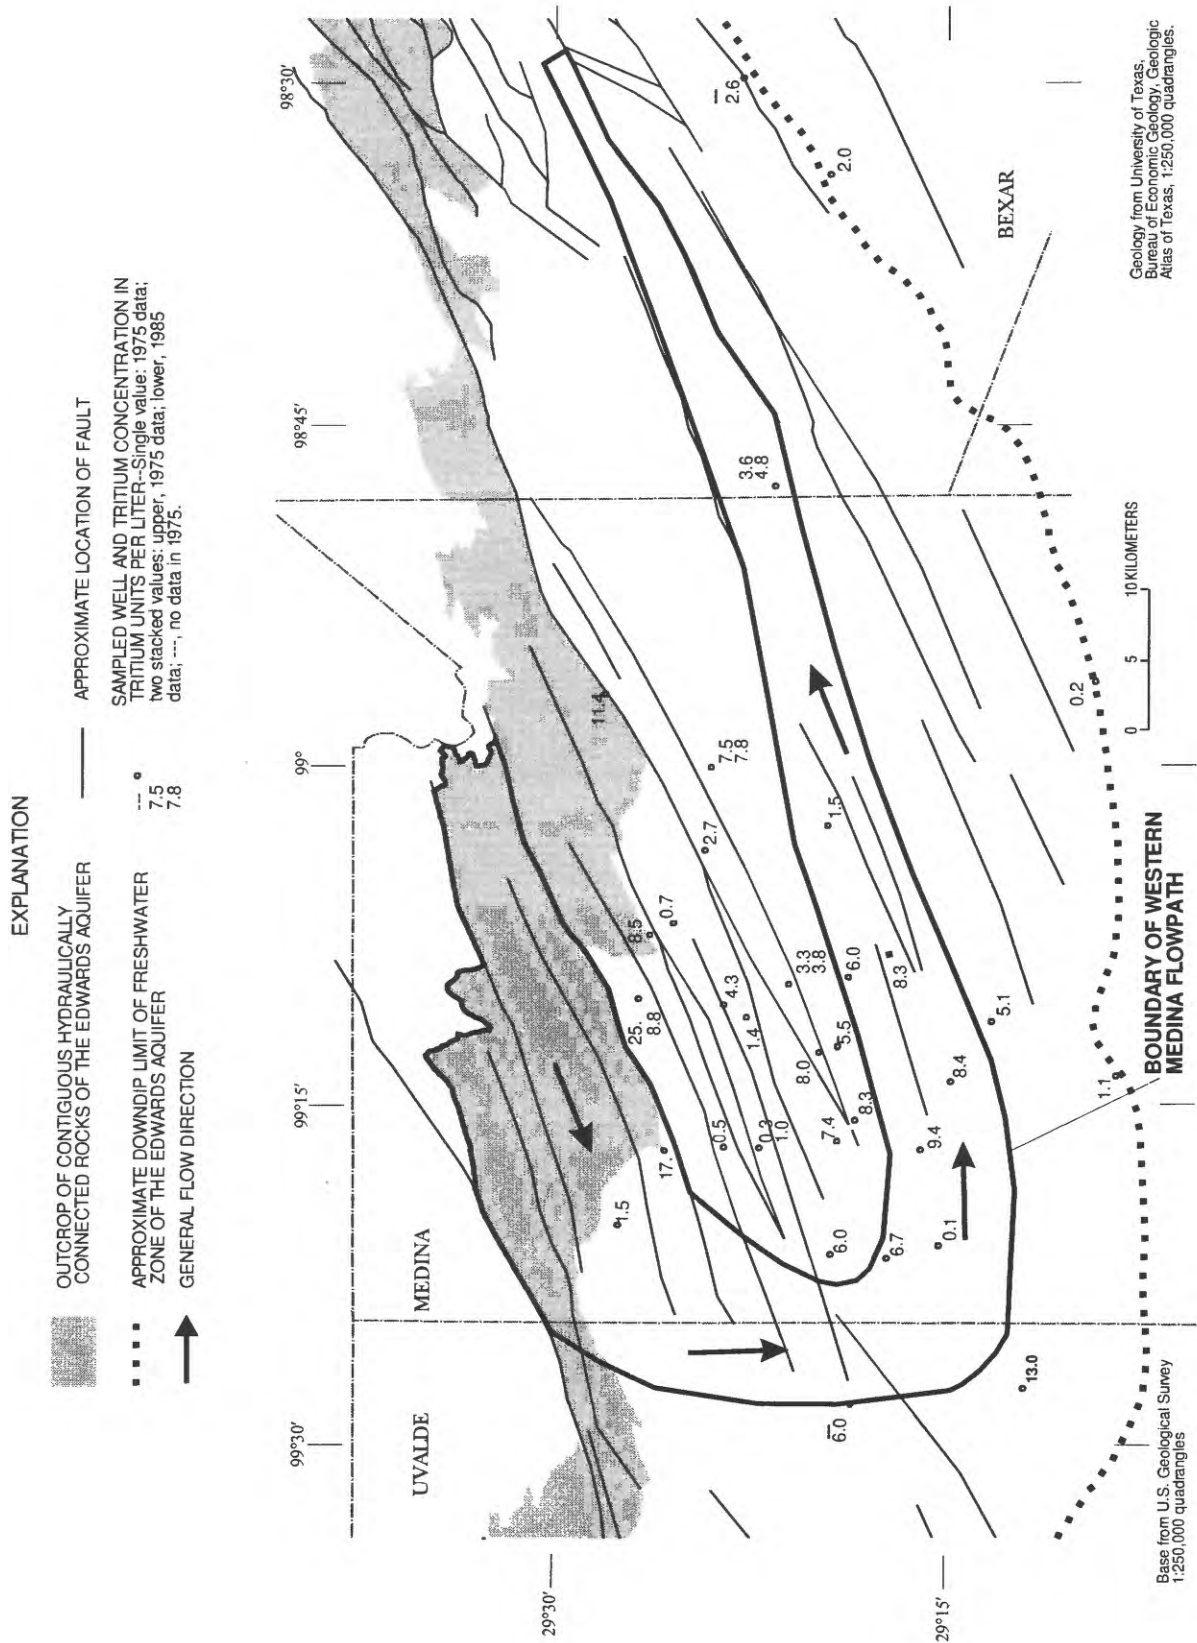 EXPLANATION
OUTCROP OF CONTIGUOUS HYDRAULICALLY
CONNECTED ROCKS OF THE EDWARDS AQUIFER
APPROXIMATE DOWNDIP LIMIT OF FRESHWATER
ZONE OF THE EDWARDS AQUIFER
GENERAL FLOW DIRECTION
APPROXIMATE LOCATION OF FAULT
---
7.5
7.8
SAMPLED WELL AND TRITIUM CONCENTRATION IN
TRITIUM UNITS PER LITER--Single value: 1975 data;
two stacked values: upper, 1975 data; lower, 1985
data; ---, no data in 1975.
99°30'
99°15'
99°
98°45'
98°30'
29°30'
29°15'
UVALDE
MEDINA
BEXAR
1.5
17.
25.
8.8
8.5
0.7
11.4
2.7
7.5
7.8
0.5
0.3
1.0
1.4
4.3
3.3
3.8
6.0
8.0
5.5
7.4
8.3
8.3
1.5
3.6
4.8
6.0
6.7
0.1
9.4
8.4
5.1
6.0
13.0
1.1
0.2
2.0
2.6
BOUNDARY OF WESTERN
MEDINA FLOWPATH
0 5 10 KILOMETERS
Base from U.S. Geological Survey
1:250,000 quadrangles
Geology from University of Texas,
Bureau of Economic Geology, Geologic
Atlas of Texas, 1:250,000 quadrangles.